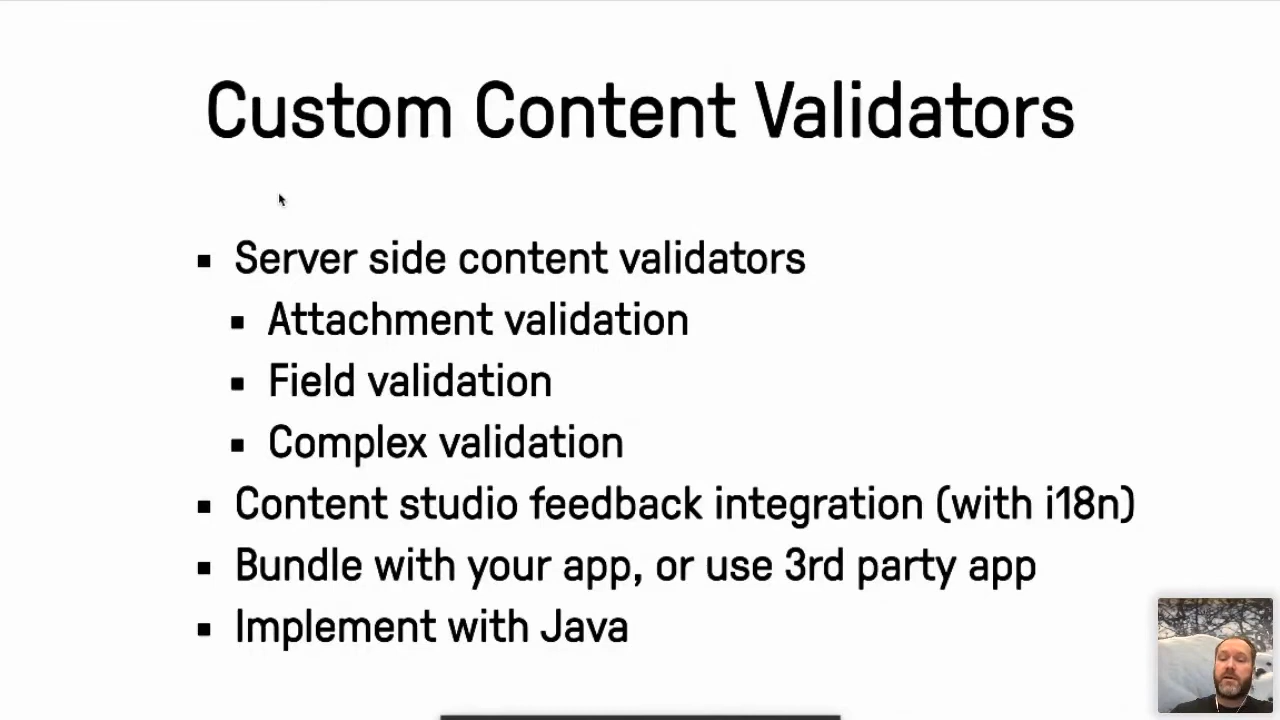 Custom Content Validators
Server side content validators
Attachment validation
Field validation
Complex validation
Content studio feedback integration (with i18n)
Bundle with your app, or use 3rd party app
Implement with Java